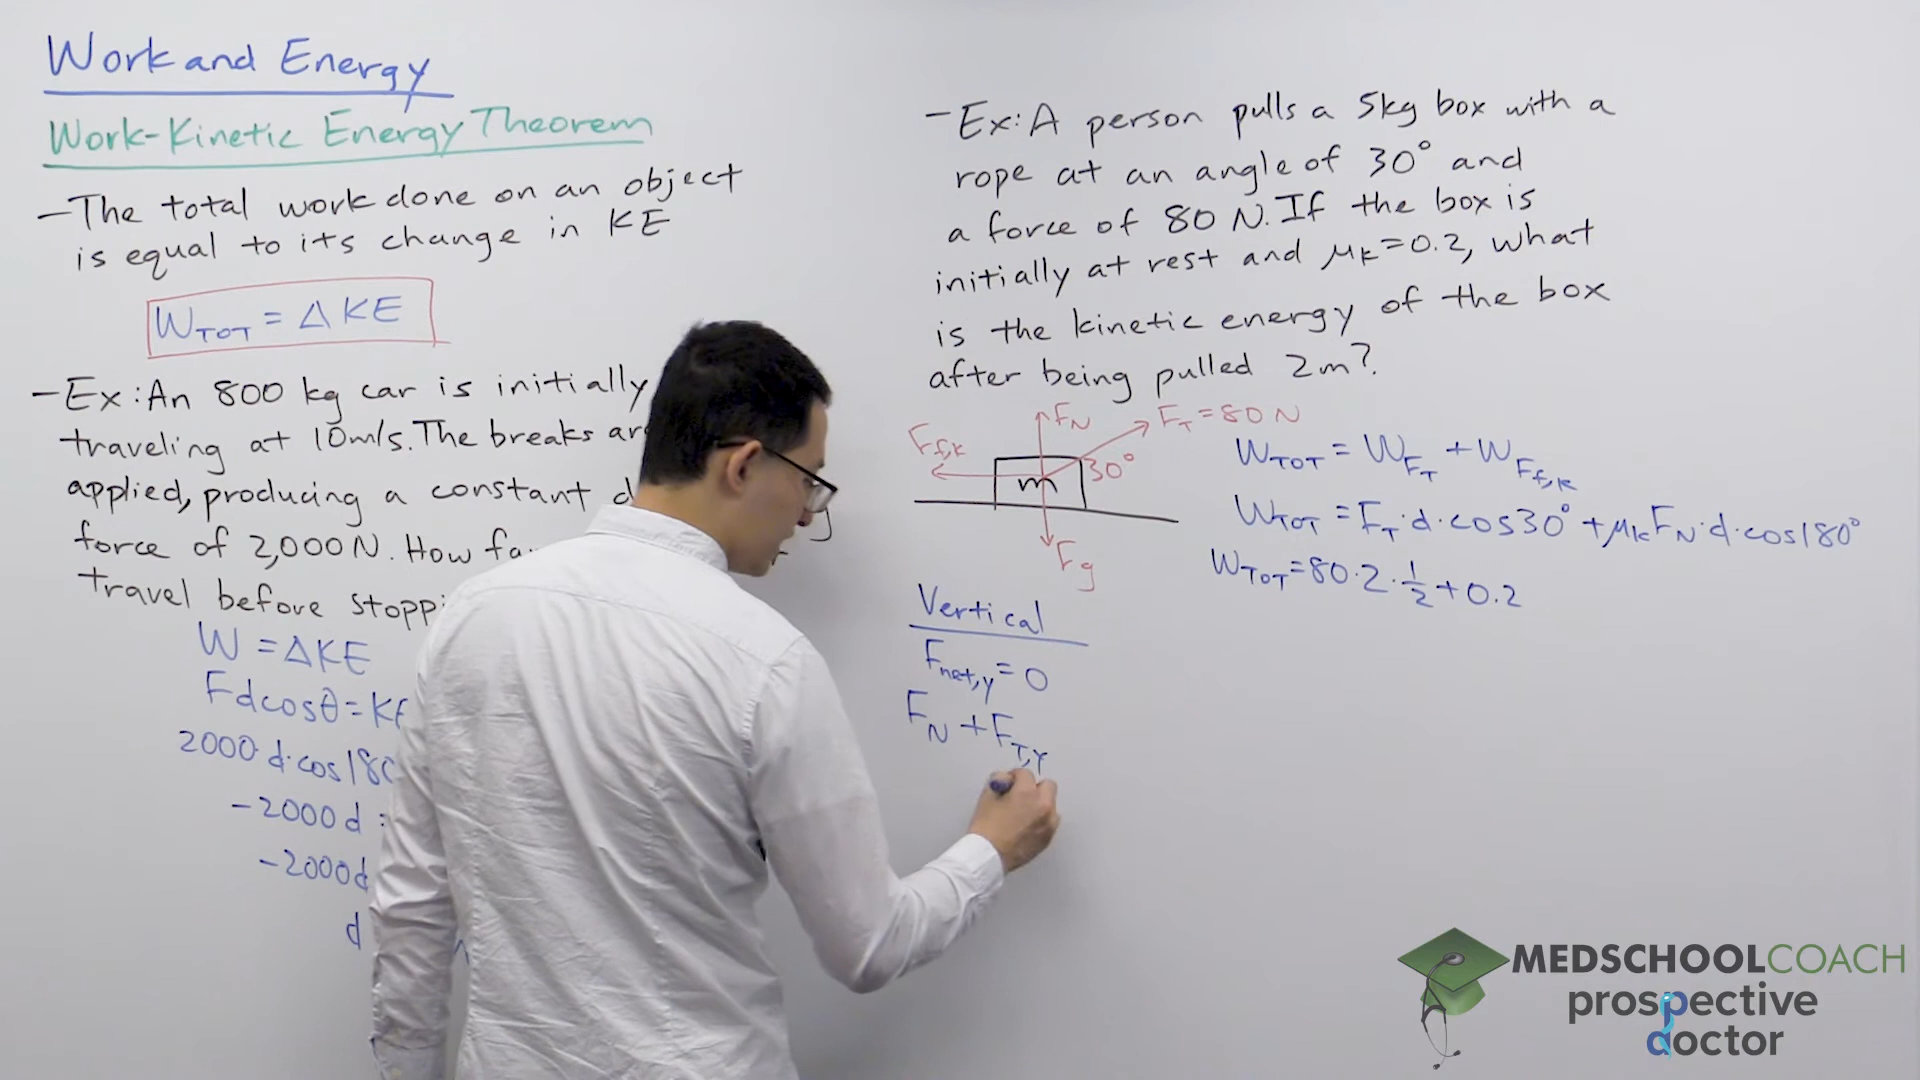 Work and Energy
Work-Kinetic Energy Theorem
- The total work done on an object
is equal to its change in KE
W_TOT = ΔKE
- Ex: An 800 kg car is initially
traveling at 10m/s. The breaks
applied, producing a constant
force of 2,000N. How
travel before
W = ΔKE
Fdcosθ = KE
2000·d·cos180
-2000d
-2000d
d
- Ex: A person pulls a 5kg box with a
rope at an angle of 30° and
a force of 80 N. If the box is
initially at rest and μ_K=0.2, what
is the kinetic energy of the box
after being pulled 2m?
F_f,k
F_N
F_T = 80 N
30°
m
F_g
W_TOT = W_F_T + W_F_f,k
W_TOT = F_T·d·cos30° + μ_K F_N·d·cos180°
W_TOT = 80·2·1/2 + 0.2
Vertical
F_net,y = 0
F_N + F_T,y
MEDSCHOOLCOACH
prospective
doctor